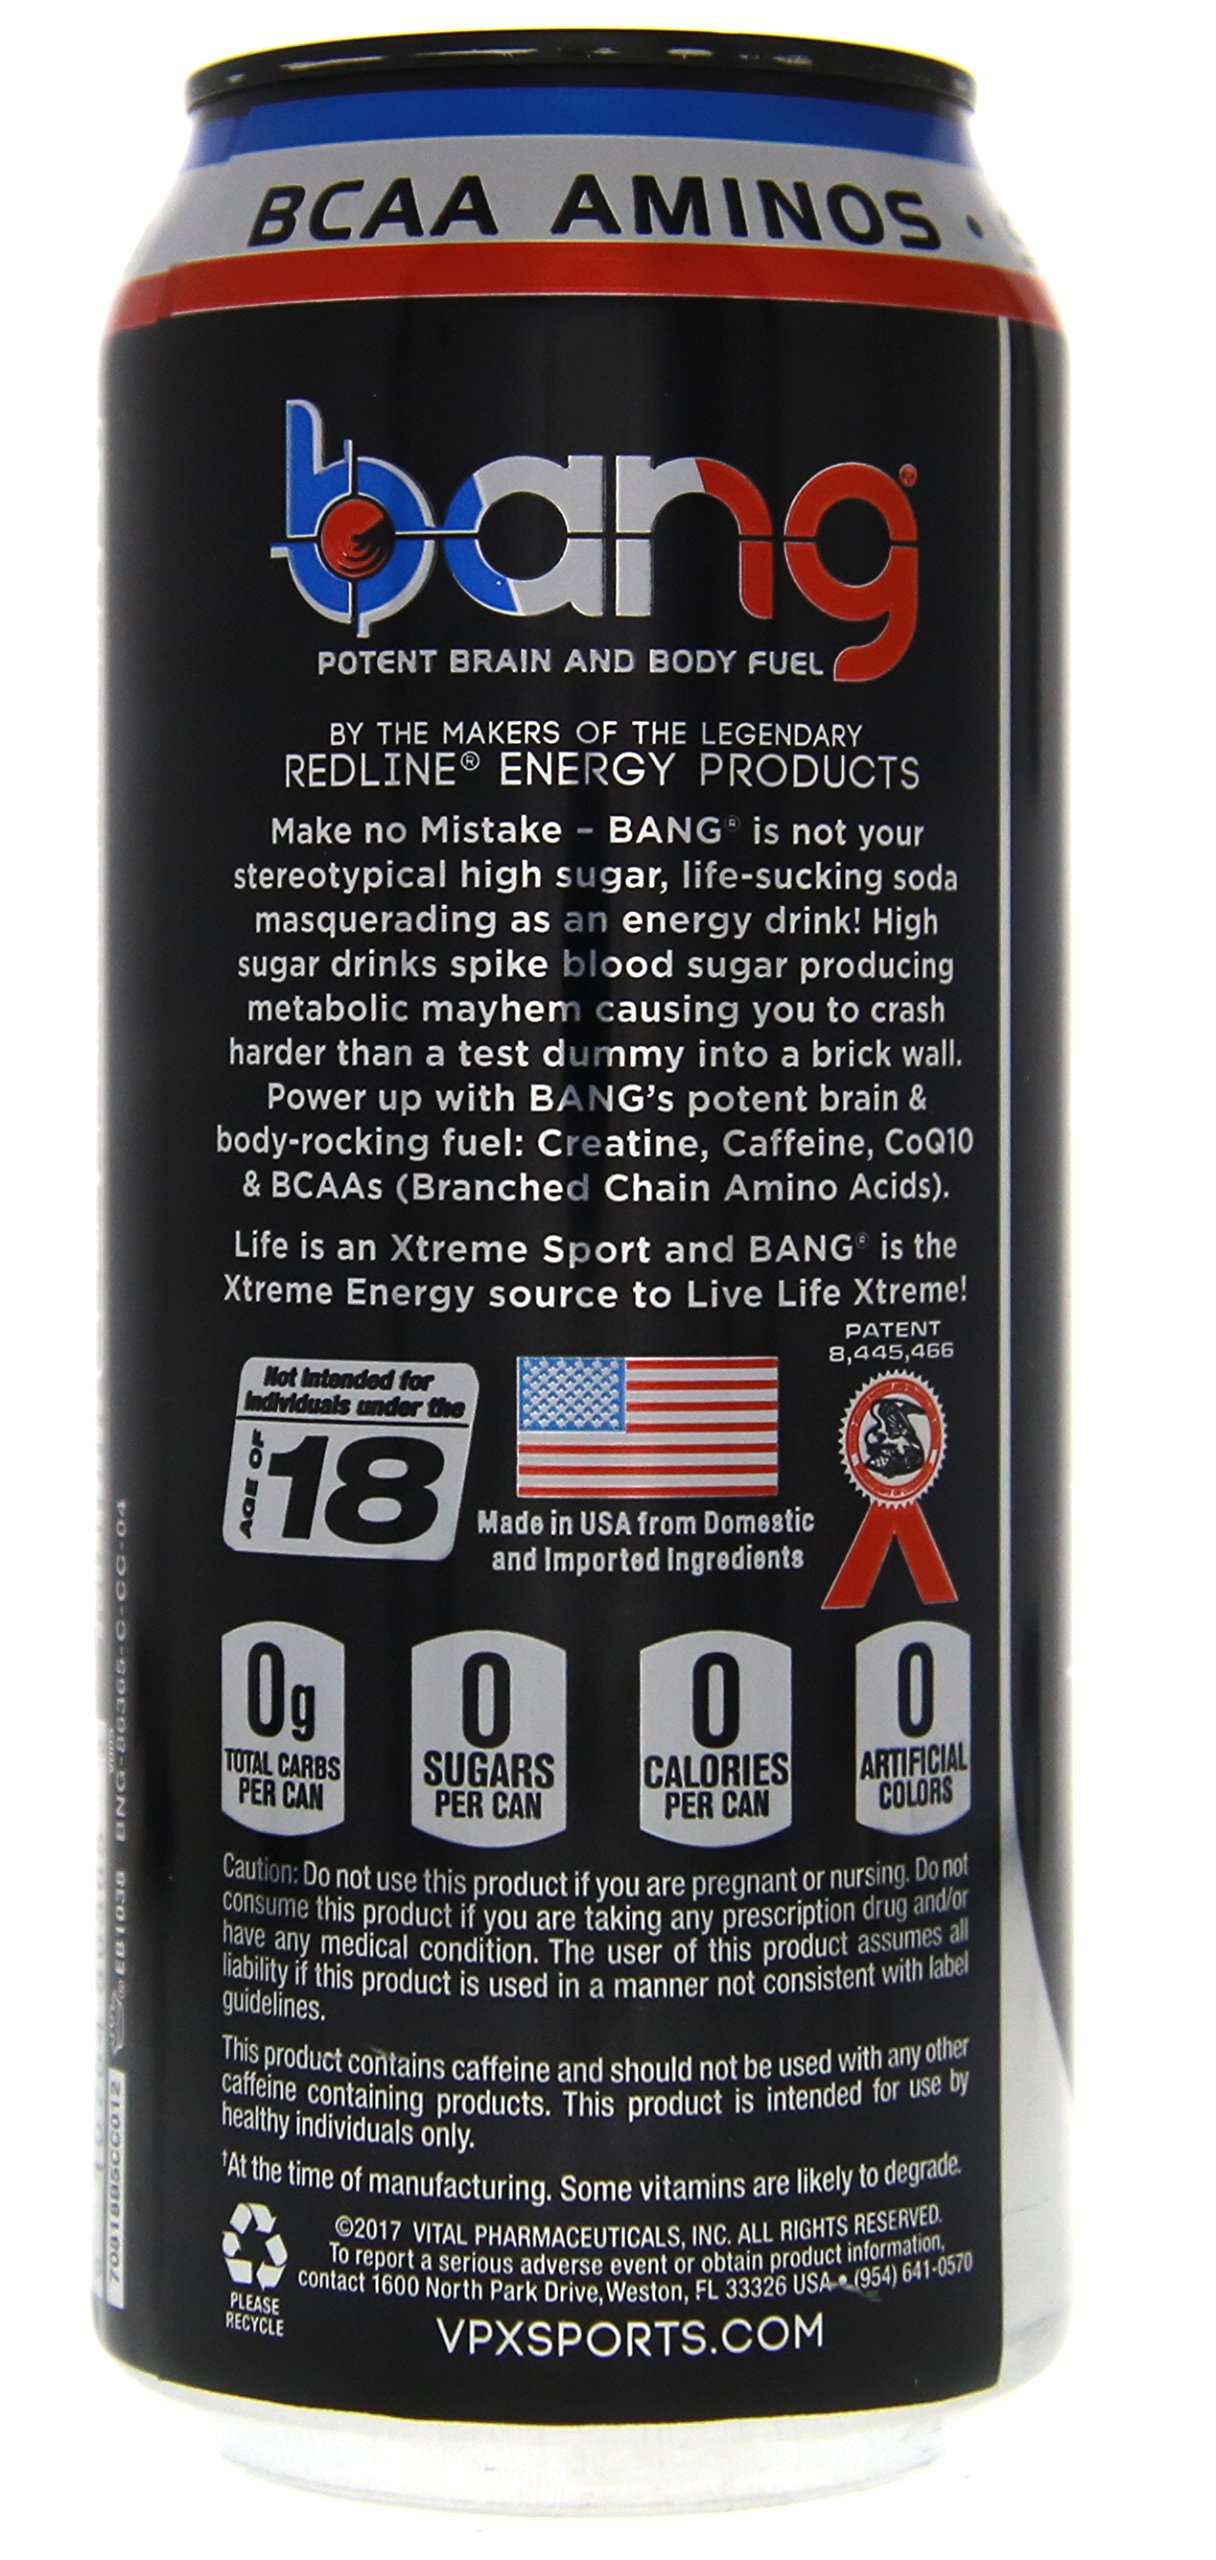 BCAA AMINOS •
bang®
POTENT BRAIN AND BODY FUEL
BY THE MAKERS OF THE LEGENDARY
REDLINE® ENERGY PRODUCTS
Make no Mistake – BANG® is not your
stereotypical high sugar, life-sucking soda
masquerading as an energy drink! High
sugar drinks spike blood sugar producing
metabolic mayhem causing you to crash
harder than a test dummy into a brick wall.
Power up with BANG's potent brain &
body-rocking fuel: Creatine, Caffeine, CoQ10
& BCAAs (Branched Chain Amino Acids).
Life is an Xtreme Sport and BANG® is the
Xtreme Energy source to Live Life Xtreme!
PATENT
8,445,466
Not Intended for
Individuals under the
AGE OF 18
Made in USA from Domestic
and Imported Ingredients
0g
TOTAL CARBS
PER CAN
0
SUGARS
PER CAN
0
CALORIES
PER CAN
0
ARTIFICIAL
COLORS
Caution: Do not use this product if you are pregnant or nursing. Do not
consume this product if you are taking any prescription drug and/or
have any medical condition. The user of this product assumes all
liability if this product is used in a manner not consistent with label
guidelines.
This product contains caffeine and should not be used with any other
caffeine containing products. This product is intended for use by
healthy individuals only.
†At the time of manufacturing. Some vitamins are likely to degrade.
©2017 VITAL PHARMACEUTICALS, INC. ALL RIGHTS RESERVED.
To report a serious adverse event or obtain product information,
contact 1600 North Park Drive, Weston, FL 33326 USA • (954) 641-0570
PLEASE
RECYCLE
VPXSPORTS.COM
BNG-86365-C-CC-04
EB1038
7081885CC012